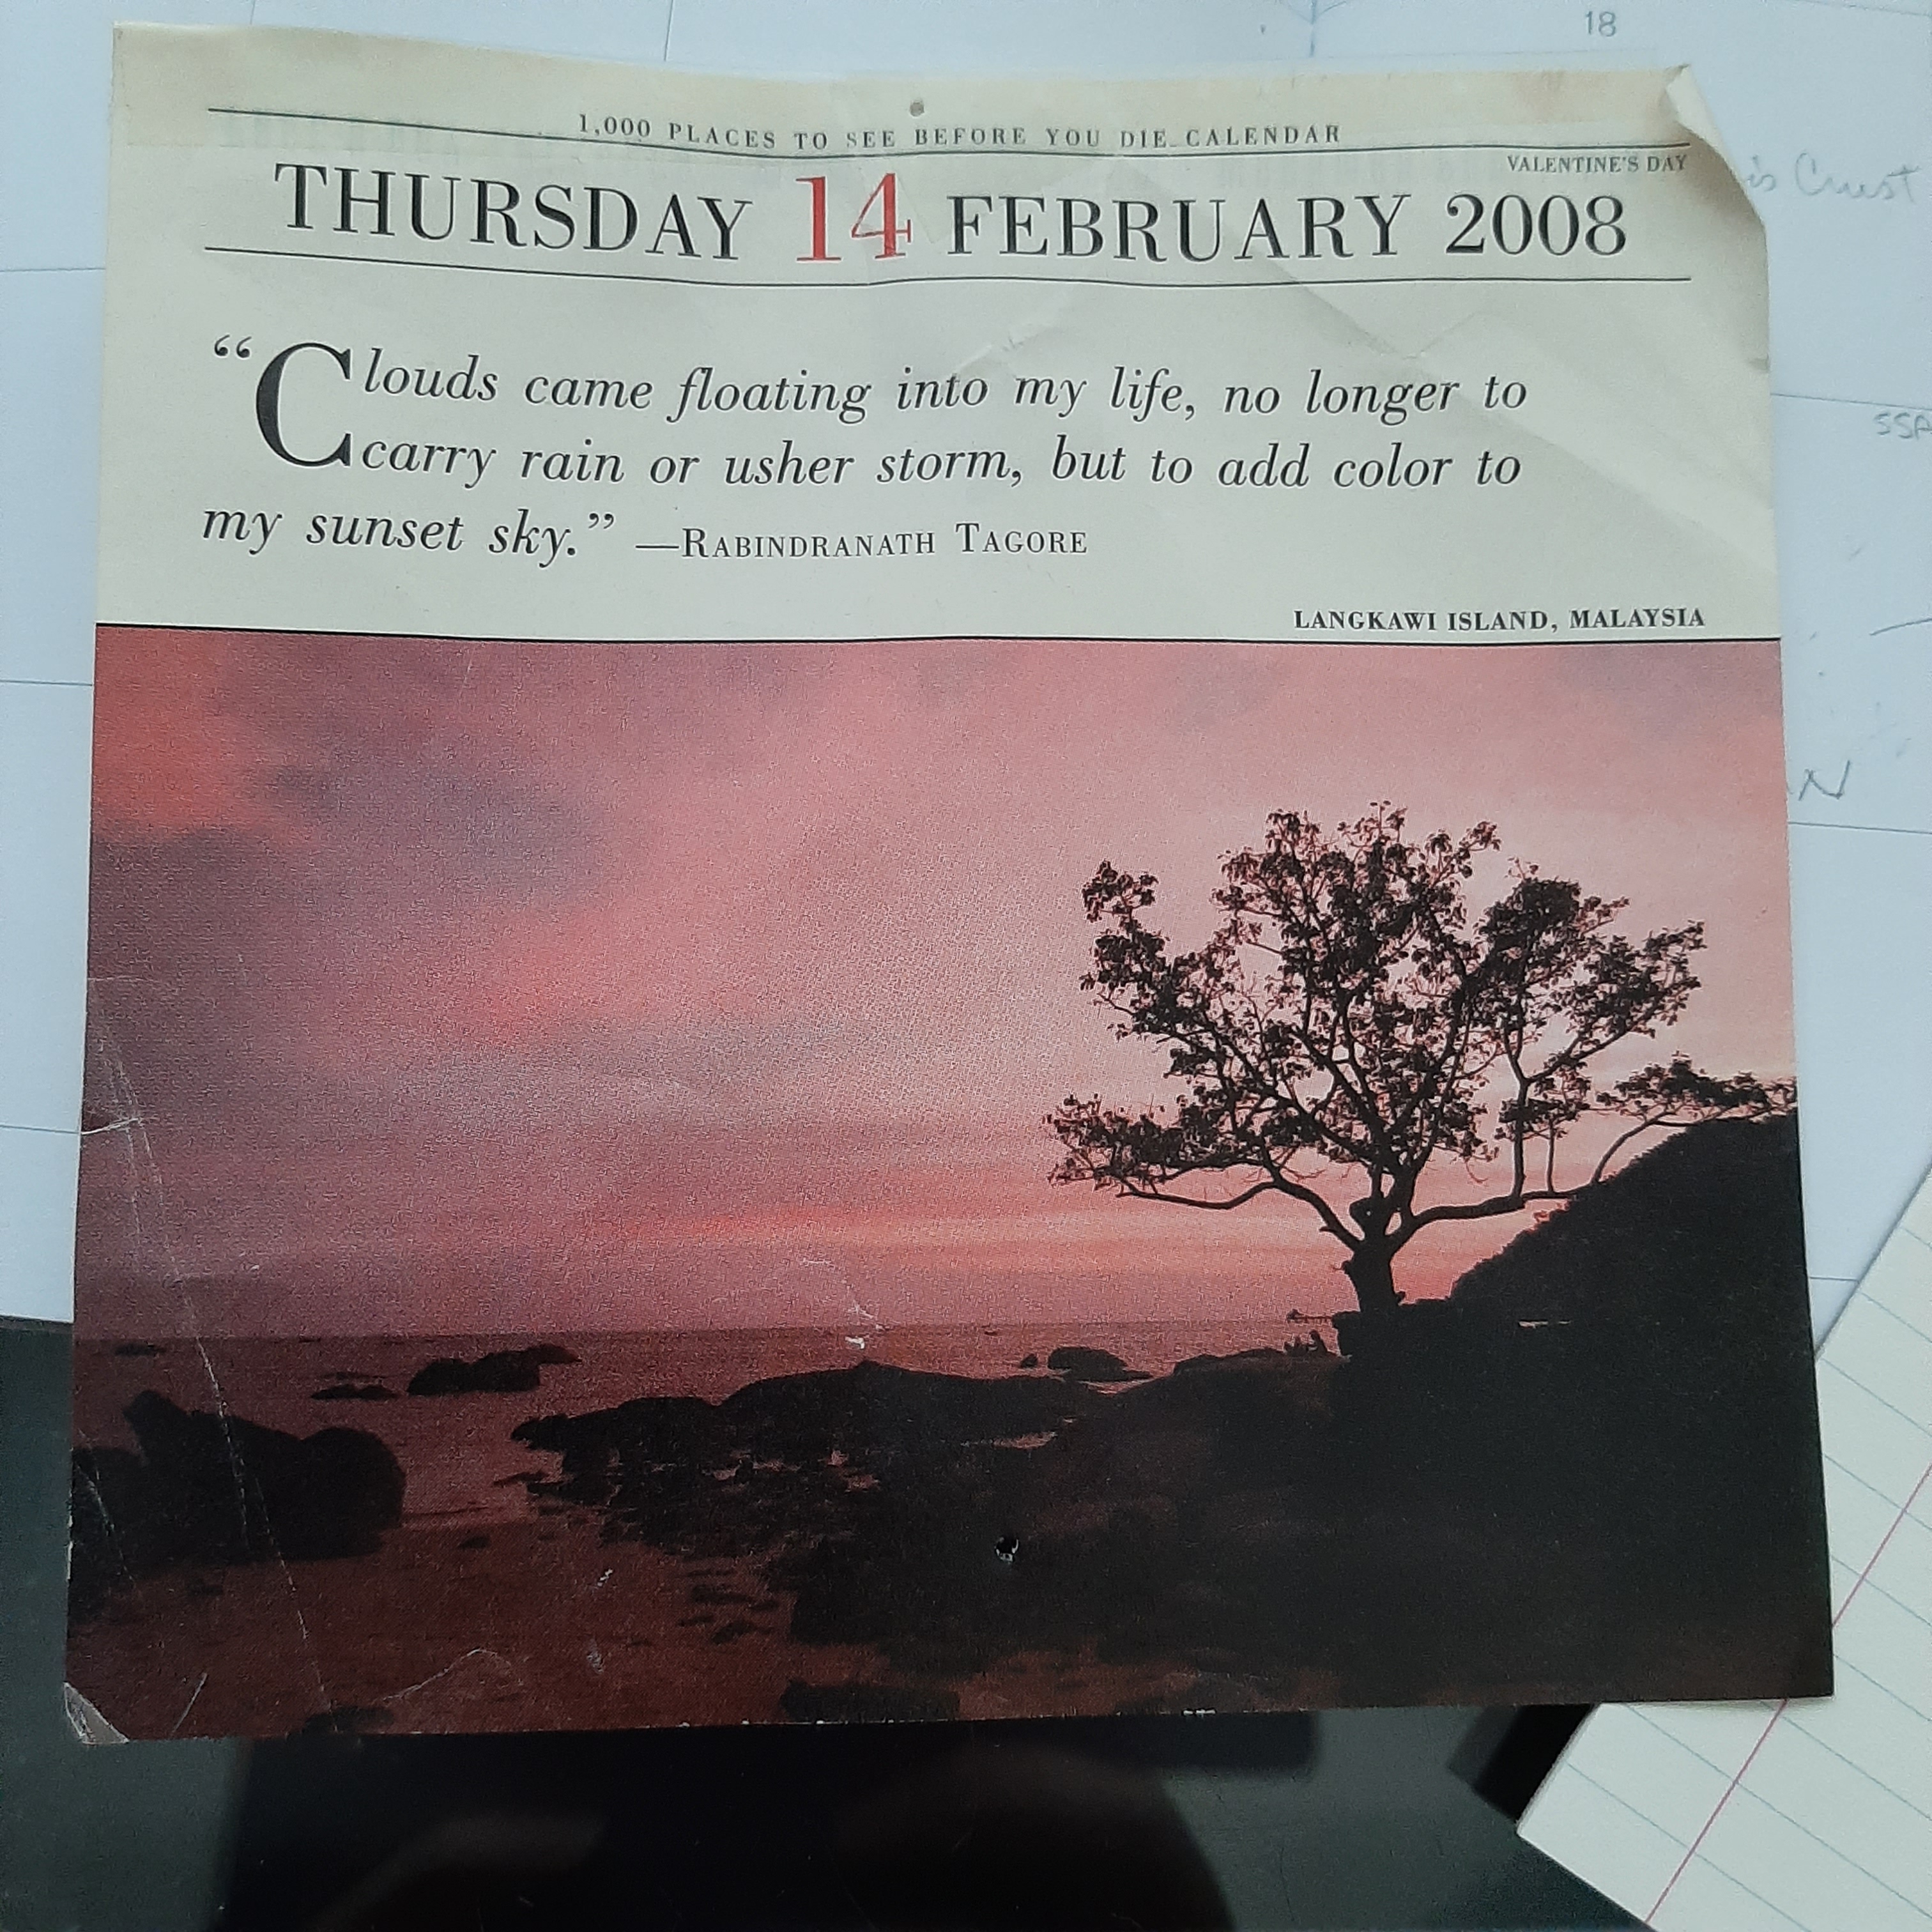 18
1,000 PLACES TO SEE BEFORE YOU DIE CALENDAR
VALENTINE'S DAY
THURSDAY 14 FEBRUARY 2008
is Crust
“Clouds came floating into my life, no longer to
carry rain or usher storm, but to add color to
my sunset sky.” —RABINDRANATH TAGORE
LANGKAWI ISLAND, MALAYSIA